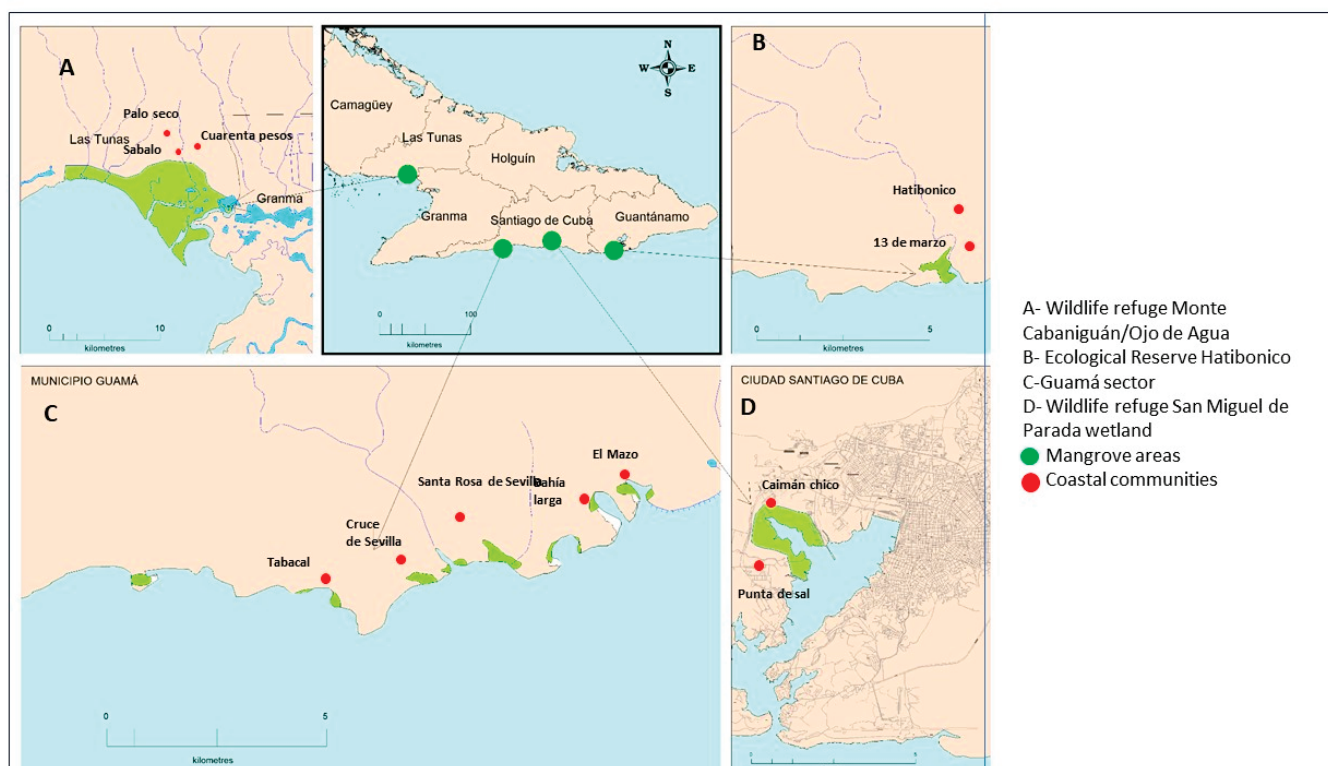 A
Palo seco
Las Tunas
Cuarenta pesos
Sabalo
Granma
0 10
kilometres
N
W E
S
Camagüey
Las Tunas
Holguín
Granma
Santiago de Cuba
Guantánamo
0 100
kilometres
B
Hatibonico
13 de marzo
0 5
kilometres
MUNICIPIO GUAMÁ
C
El Mazo
Santa Rosa de Sevilla
Bahía
larga
Cruce
de Sevilla
Tabacal
0 5
kilometres
CIUDAD SANTIAGO DE CUBA
D
Caimán chico
Punta de sal
0 5
kilometres
A- Wildlife refuge Monte
Cabaniguán/Ojo de Agua
B- Ecological Reserve Hatibonico
C-Guamá sector
D- Wildlife refuge San Miguel de
Parada wetland
Mangrove areas
Coastal communities